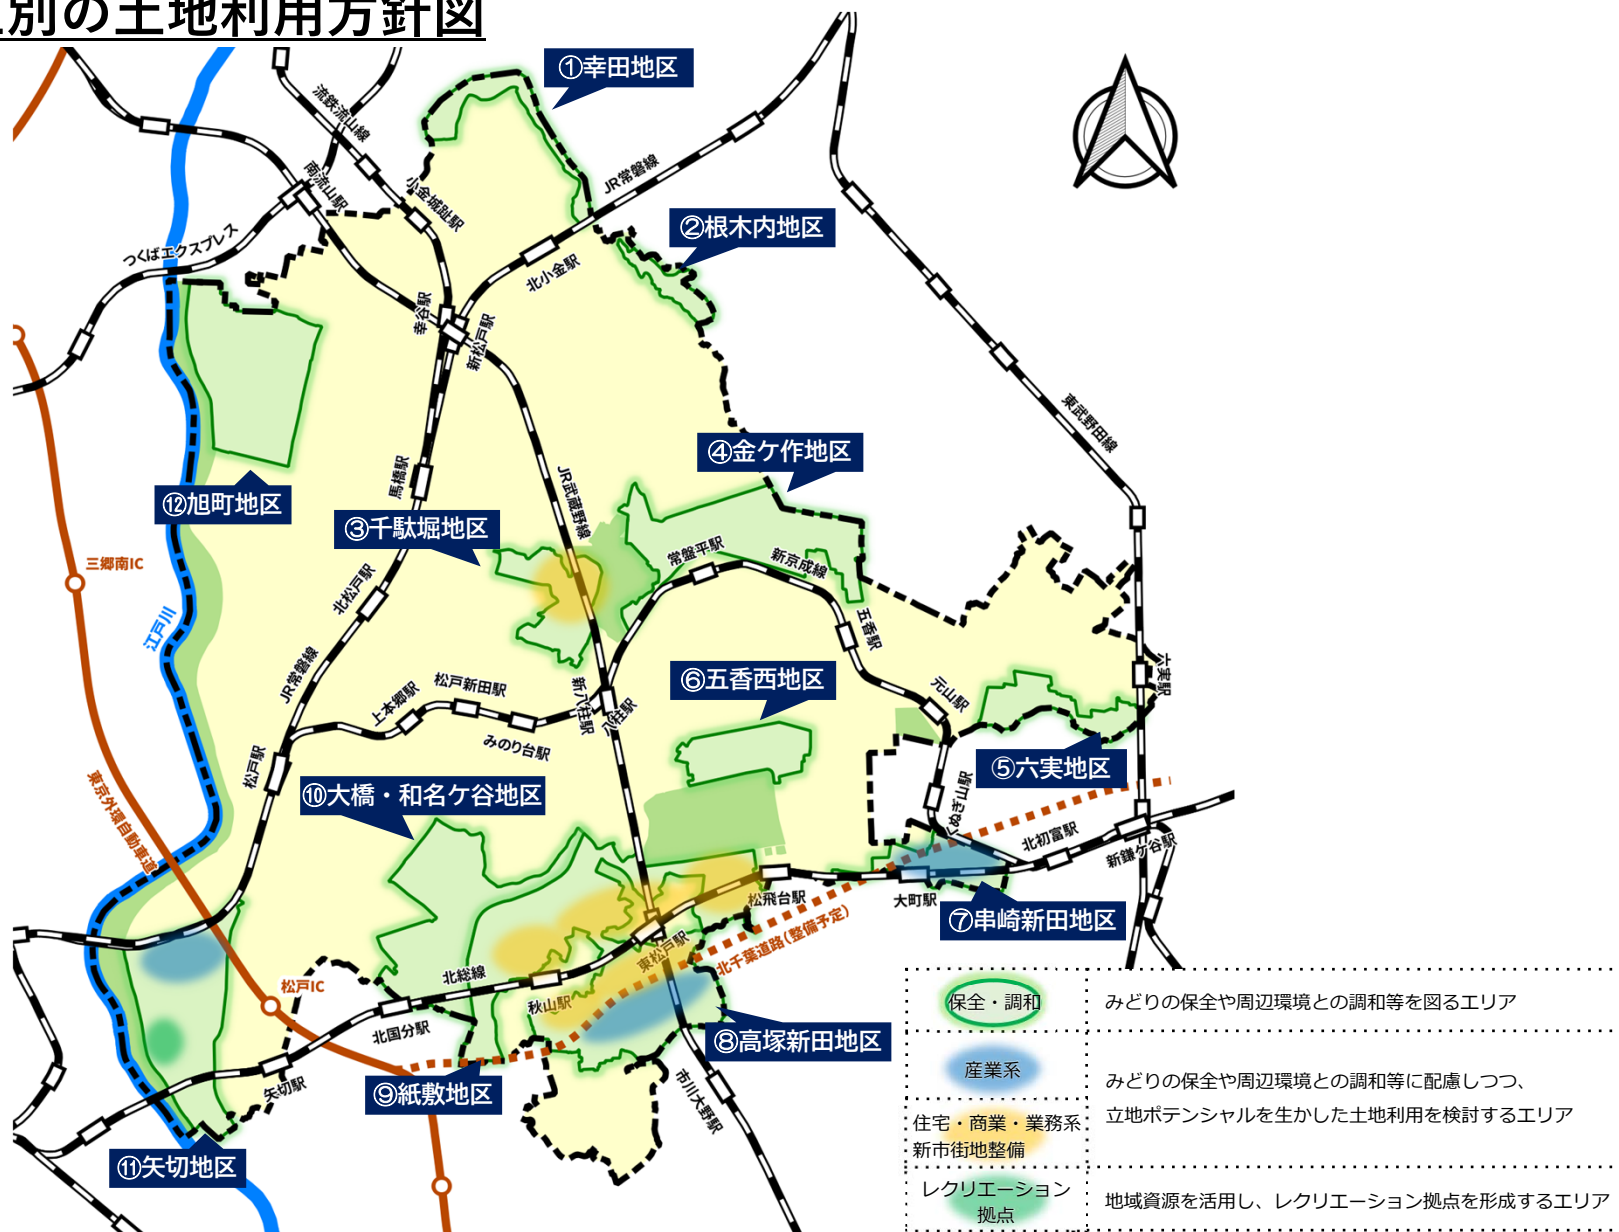 別の土地利用方針図
①幸田地区
流鉄流山線
JR常磐線
南流山駅
小金城趾駅
②根木内地区
つくばエクスプレス
北小金駅
幸谷駅
新松戸駅
東武野田線
④金ケ作地区
馬橋駅
JR武蔵野線
⑫旭町地区
③千駄堀地区
常盤平駅
新京成線
三郷南IC
北松戸駅
江戸川
五香駅
JR常磐線
⑥五香西地区
六実駅
松戸新田駅
上本郷駅
新八柱駅
八柱駅
元山駅
みのり台駅
松戸駅
⑤六実地区
東京外環自動車道
⑩大橋・和名ケ谷地区
くぬぎ山駅
北初富駅
新鎌ケ谷駅
松飛台駅
大町駅
⑦串崎新田地区
東松戸駅
北千葉道路(整備予定)
北総線
松戸IC
秋山駅
北国分駅
⑧高塚新田地区
矢切駅
⑨紙敷地区
市川大野駅
⑪矢切地区
保全・調和
みどりの保全や周辺環境との調和等を図るエリア
産業系
みどりの保全や周辺環境との調和等に配慮しつつ、
立地ポテンシャルを生かした土地利用を検討するエリア
住宅・商業・業務系
新市街地整備
レクリエーション
拠点
地域資源を活用し、レクリエーション拠点を形成するエリア